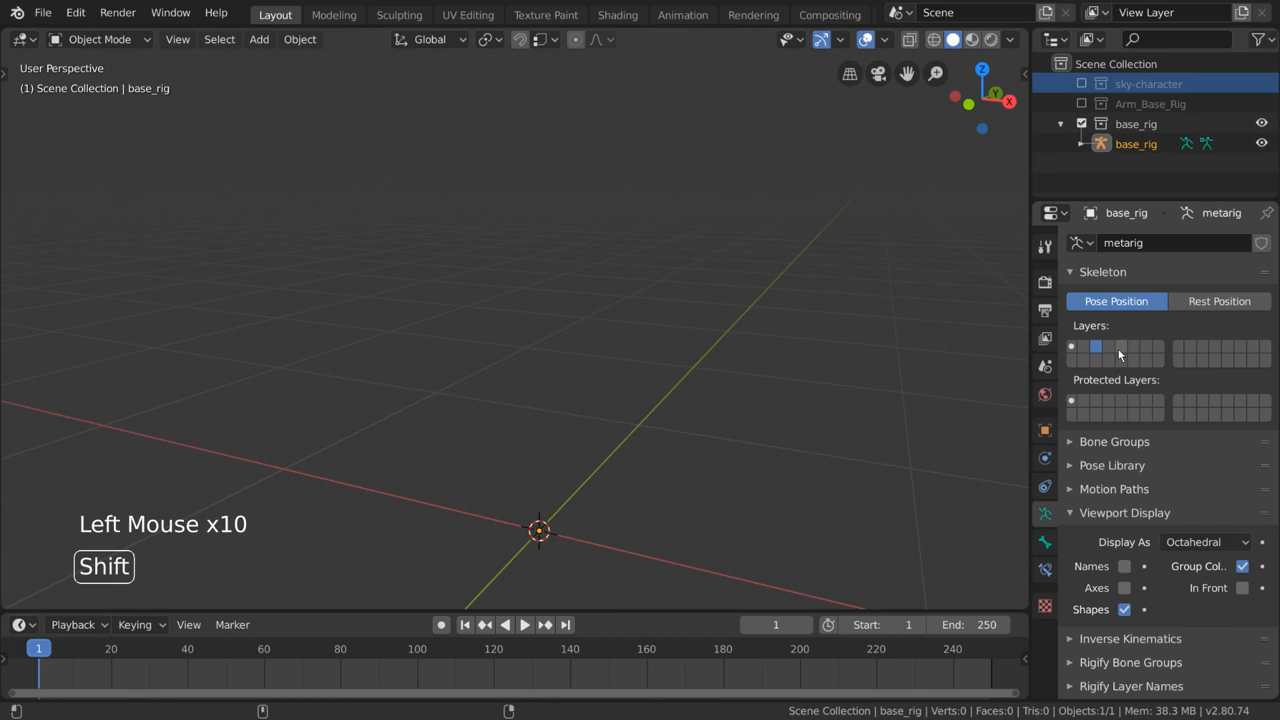 File Edit Render Window Help Layout Modeling Sculpting UV Editing Texture Paint Shading Animation Rendering Compositing Scene View Layer
Object Mode View Select Add Object Global
User Perspective
(1) Scene Collection | base_rig
Z
Y
X
Scene Collection
sky-character
Arm_Base_Rig
base_rig
base_rig
base_rig metarig
metarig
Skeleton
Pose Position Rest Position
Layers:
Protected Layers:
Bone Groups
Pose Library
Motion Paths
Viewport Display
Display As Octahedral
Names Group Col..
Axes In Front
Shapes
Inverse Kinematics
Rigify Bone Groups
Rigify Layer Names
Left Mouse x10
Shift
Playback Keying View Marker 1 Start: 1 End: 250
1 20 40 60 80 100 120 140 160 180 200 220 240
Scene Collection | base_rig | Verts:0 | Faces:0 | Tris:0 | Objects:1/1 | Mem: 38.3 MB | v2.80.74